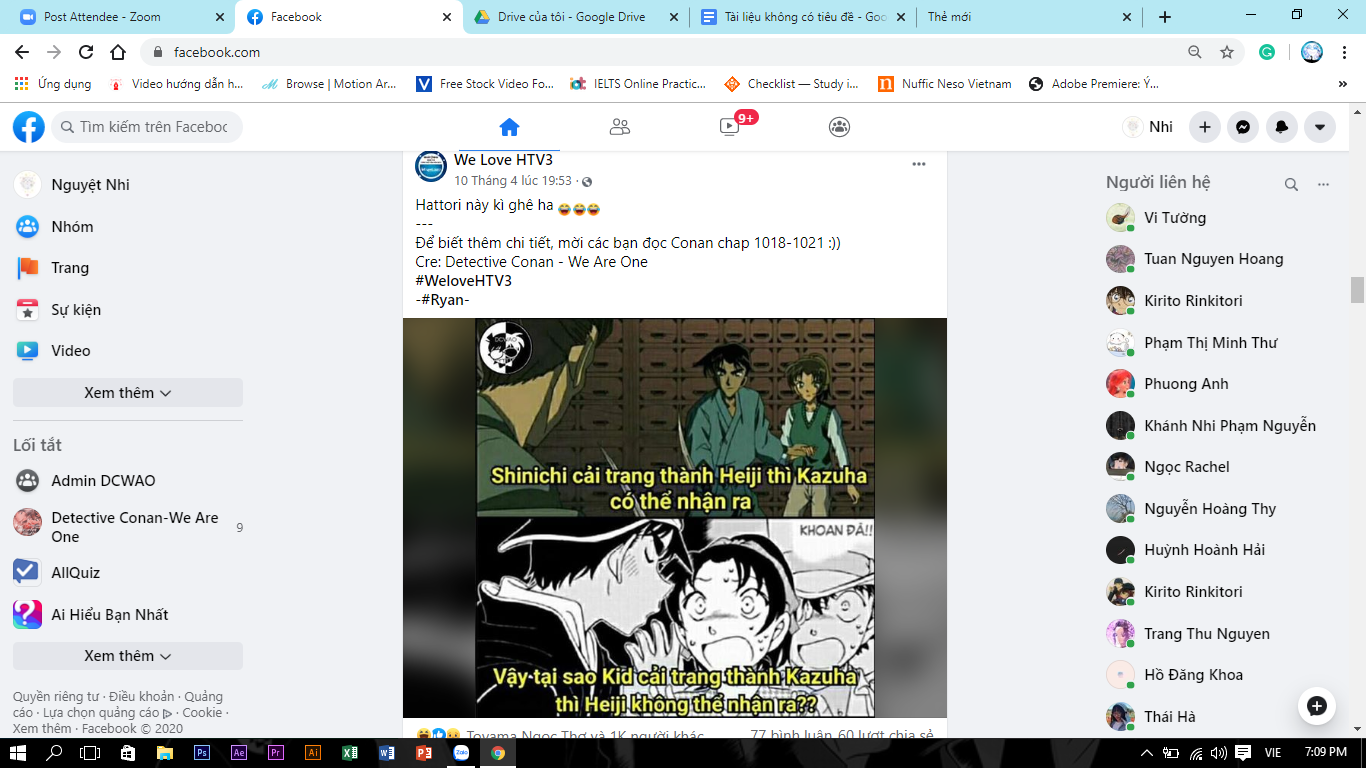 Post Attendee - Zoom
Facebook
Drive của tôi - Google Drive
Tài liệu không có tiêu đề - Goo
Thẻ mới
facebook.com
Ứng dụng
Video hướng dẫn h...
Browse | Motion Ar...
Free Stock Video Fo...
IELTS Online Practic...
Checklist — Study i...
Nuffic Neso Vietnam
Adobe Premiere: Ý...
»
Tìm kiếm trên Faceboc
9+
Nhi
Nguyệt Nhi
Nhóm
Trang
Sự kiện
Video
Xem thêm
Lối tắt
Admin DCWAO
Detective Conan-We Are
One
9
AllQuiz
Ai Hiểu Bạn Nhất
Xem thêm
Quyền riêng tư · Điều khoản · Quảng
cáo · Lựa chọn quảng cáo · Cookie ·
Xem thêm · Facebook © 2020
We Love HTV3
10 Tháng 4 lúc 19:53 ·
Hattori này kì ghê ha 😂😂😂
---
Để biết thêm chi tiết, mời các bạn đọc Conan chap 1018-1021 :))
Cre: Detective Conan - We Are One
#WeloveHTV3
-#Ryan-
DCWAO
Shinichi cải trang thành Heiji thì Kazuha
có thể nhận ra
KHOAN ĐÃ!!
Vậy tại sao Kid cải trang thành Kazuha
thì Heiji không thể nhận ra??
Toyama Ngọc Thơ và 1K người khác
77 bình luận 60 lượt chia sẻ
Người liên hệ
Vi Tường
Tuan Nguyen Hoang
Kirito Rinkitori
Phạm Thị Minh Thư
Phuong Anh
Khánh Nhi Phạm Nguyễn
Ngọc Rachel
Nguyễn Hoàng Thy
Huỳnh Hoành Hải
Kirito Rinkitori
Trang Thu Nguyen
Hồ Đăng Khoa
Thái Hà
Ps
Ae
Pr
Ai
Zalo
VIE
7:09 PM